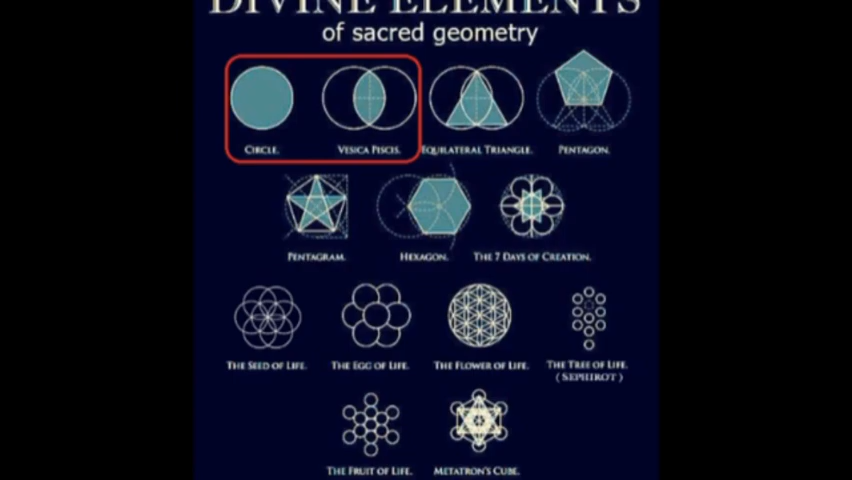 DIVINE ELEMENTS
of sacred geometry
CIRCLE. VESICA PISCIS. EQUILATERAL TRIANGLE. PENTAGON.
PENTAGRAM. HEXAGON. THE 7 DAYS OF CREATION.
THE SEED OF LIFE. THE EGG OF LIFE. THE FLOWER OF LIFE. THE TREE OF LIFE.
( SEPHIROT )
THE FRUIT OF LIFE. METATRON'S CUBE.